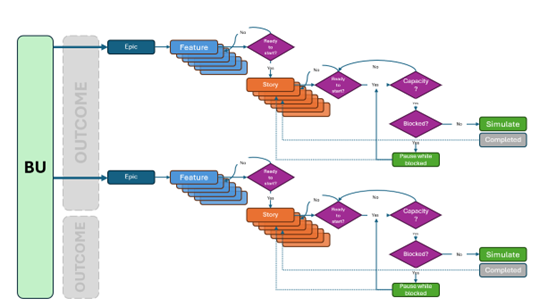 BU
OUTCOME
Epic
Feature
No
Ready
to
start?
Yes
Story
No
Ready
to
start?
Yes
No
Capacity
?
Yes
Blocked?
No
Simulate
Completed
Yes
Pause while
blocked
Epic
Feature
No
Ready
to
start?
Yes
Story
No
Ready
to
start?
Yes
No
Capacity
?
Yes
Blocked?
No
Simulate
Completed
Yes
Pause while
blocked
OUTCOME